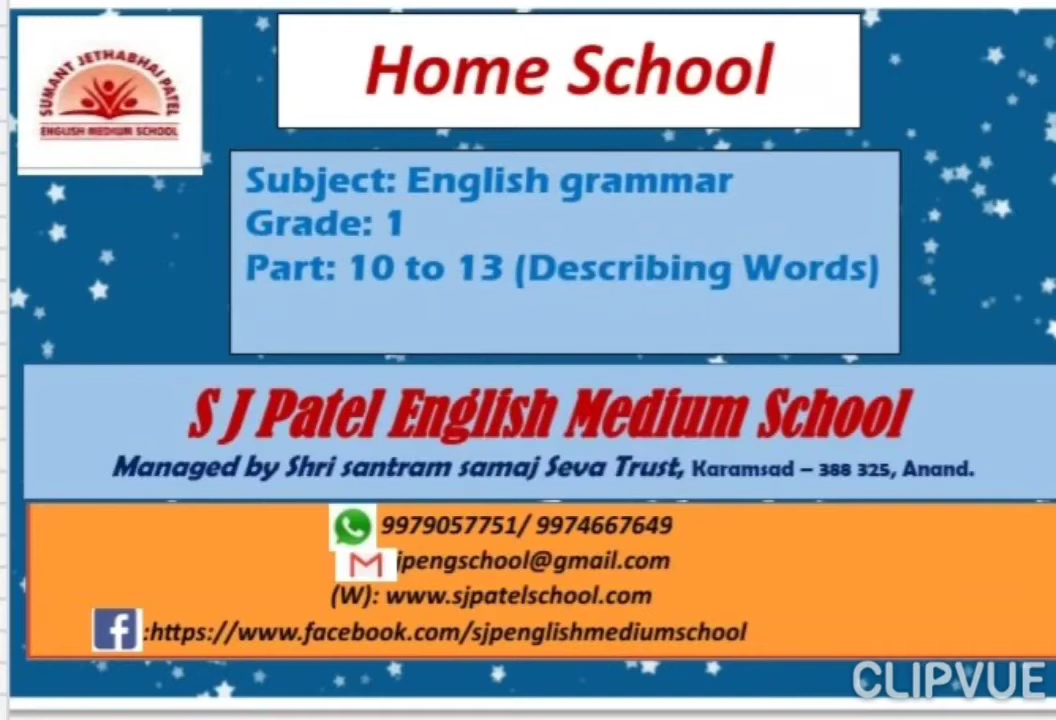 SUMANT JETHABHAI PATEL
ENGLISH MEDIUM SCHOOL
Home School
Subject: English grammar
Grade: 1
Part: 10 to 13 (Describing Words)
S J Patel English Medium School
Managed by Shri santram samaj Seva Trust, Karamsad – 388 325, Anand.
9979057751/ 9974667649
jpengschool@gmail.com
(W): www.sjpatelschool.com
:https://www.facebook.com/sjpenglishmediumschool
CLIPVUE